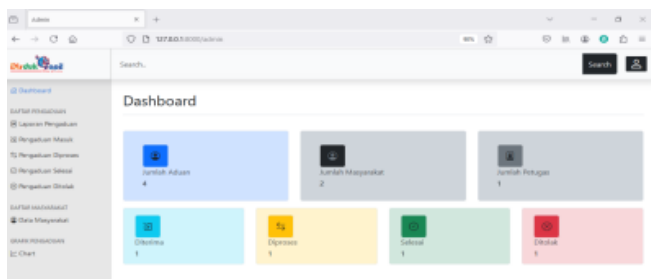 Admin
127.0.0.1:8000/admin
90%
Search..
Search
Dashboard
DAFTAR PENGADUAN
Laporan Pengaduan
Pengaduan Masuk
Pengaduan Diproses
Pengaduan Selesai
Pengaduan Ditolak
DAFTAR MASYARAKAT
Data Masyarakat
GRAFIK PENGADUAN
Chart
Dashboard
Jumlah Aduan
4
Jumlah Masyarakat
2
Jumlah Petugas
1
Diterima
1
Diproses
1
Selesai
1
Ditolak
1